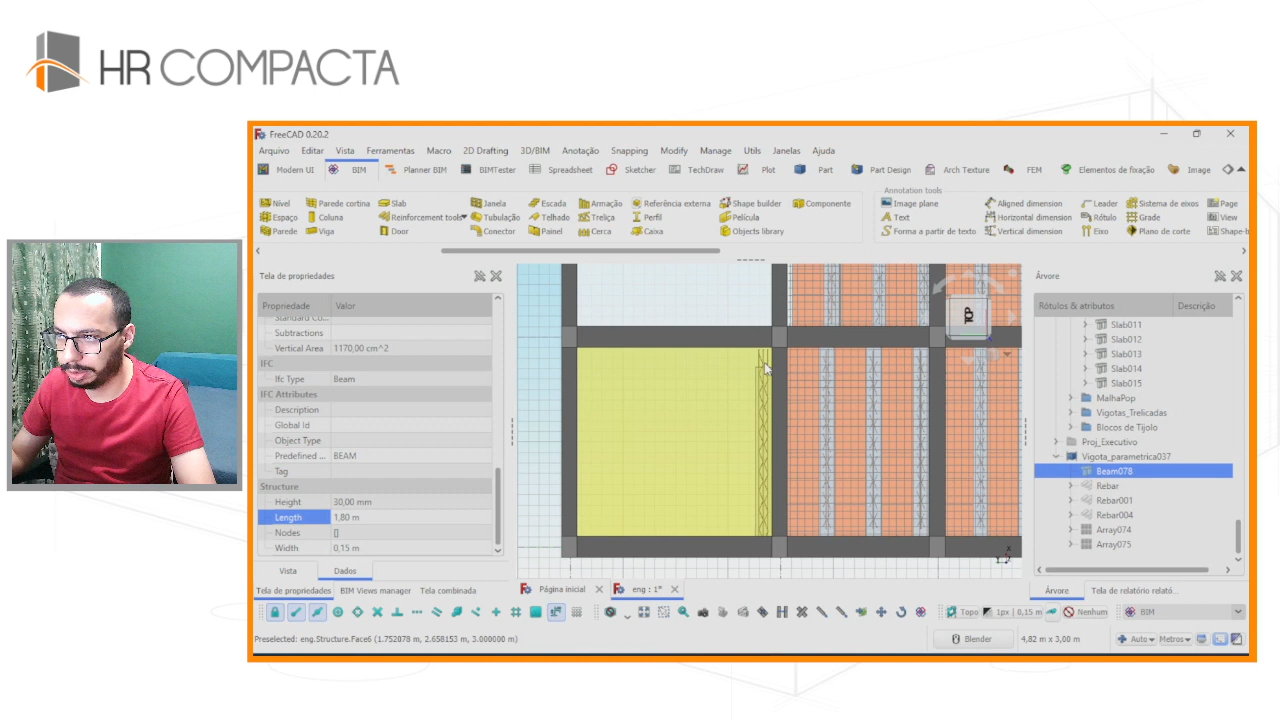 HR COMPACTA
FreeCAD 0.20.2
Arquivo Editar Vista Ferramentas Macro 2D Drafting 3D/BIM Anotação Snapping Modify Manage Utils Janelas Ajuda
Modern UI BIM Planner BIM BIMTester Spreadsheet Sketcher TechDraw Plot Part Part Design Arch Texture FEM Elementos de fixação Image
Annotation tools
Nível Parede cortina Slab Janela Escada Armação Referência externa Shape builder Componente Image plane Aligned dimension Leader Sistema de eixos Page
Espaço Coluna Reinforcement tools Tubulação Telhado Treliça Perfil Película Text Horizontal dimension Rótulo Grade View
Parede Viga Door Conector Painel Cerca Caixa Objects library Forma a partir de texto Vertical dimension Eixo Plano de corte Shape-b
Tela de propriedades
Propriedade Valor
Standard Co...
Subtractions
Vertical Area 1170,00 cm^2
IFC
Ifc Type Beam
IFC Attributes
Description
Global Id
Object Type
Predefined ... BEAM
Tag
Structure
Height 30,00 mm
Length 1,80 m
Nodes []
Width 0,15 m
Vista Dados
Tela de propriedades BIM Views manager Tela combinada
Árvore
Rótulos & atributos Descrição
Slab011
Slab012
Slab013
Slab014
Slab015
MalhaPop
Vigotas_Trelicadas
Blocos de Tijolo
Proj_Executivo
Vigota_parametrica037
Beam078
Rebar
Rebar001
Rebar004
Array074
Array075
Árvore Tela de relatório relató...
Página inicial eng : 1*
Topo 1px | 0,15 m Nenhum BIM
Preselected: eng.Structure.Face6 (1.752078 m, 2.658153 m, 3.000000 m)
Blender 4,82 m x 3,00 m Auto Metros